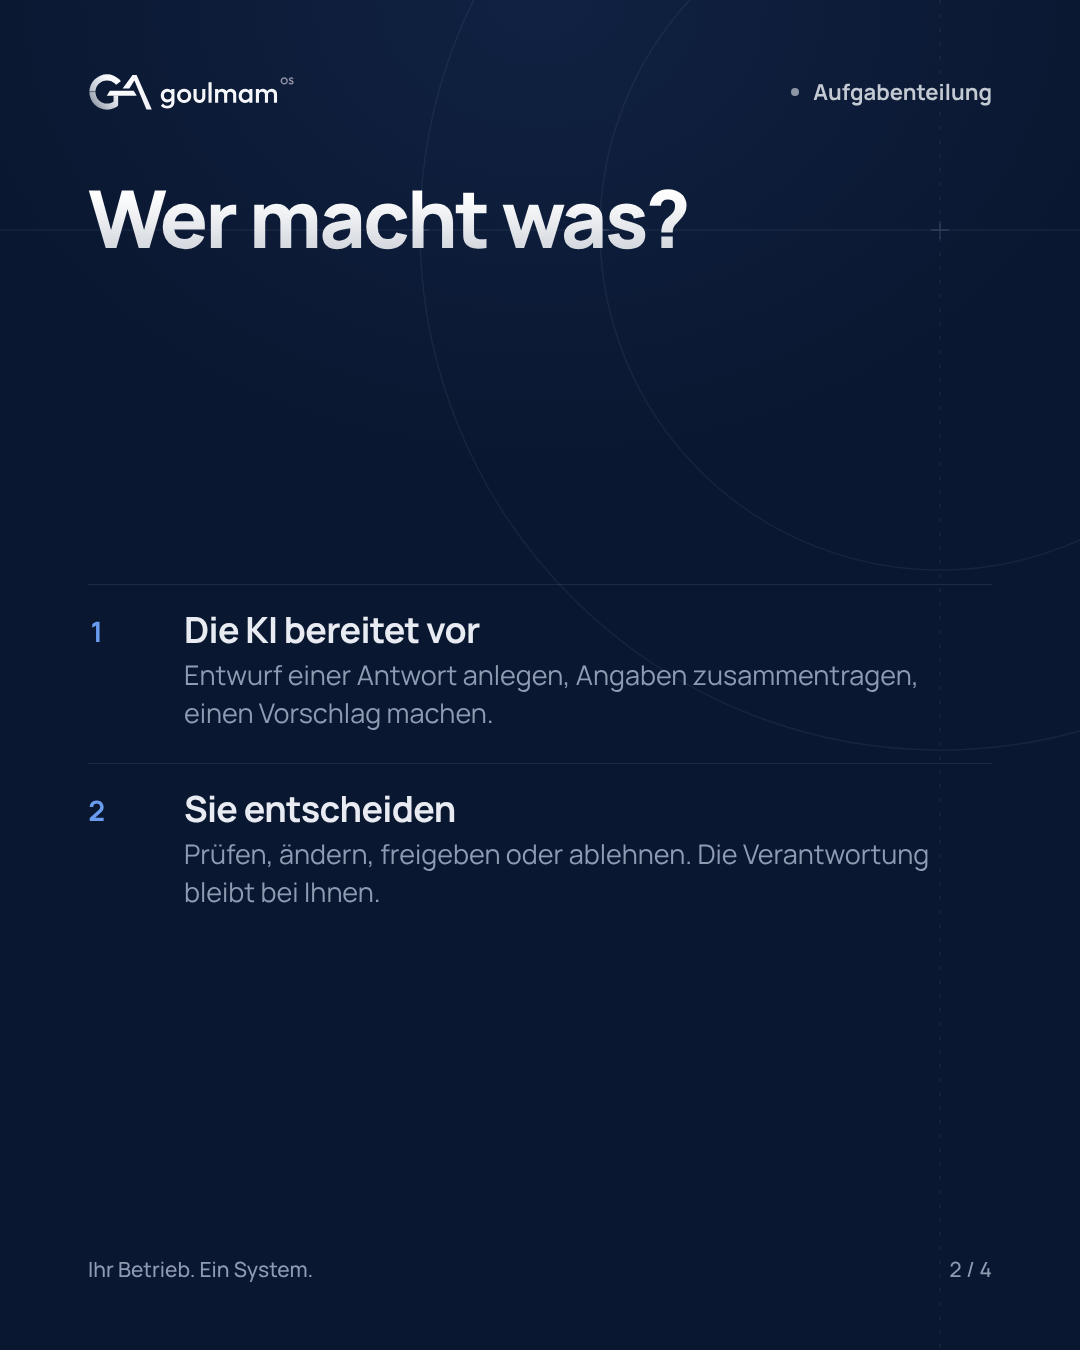 GA goulmam OS
Aufgabenteilung
Wer macht was?
1
Die KI bereitet vor
Entwurf einer Antwort anlegen, Angaben zusammentragen,
einen Vorschlag machen.
2
Sie entscheiden
Prüfen, ändern, freigeben oder ablehnen. Die Verantwortung
bleibt bei Ihnen.
Ihr Betrieb. Ein System.
2 / 4